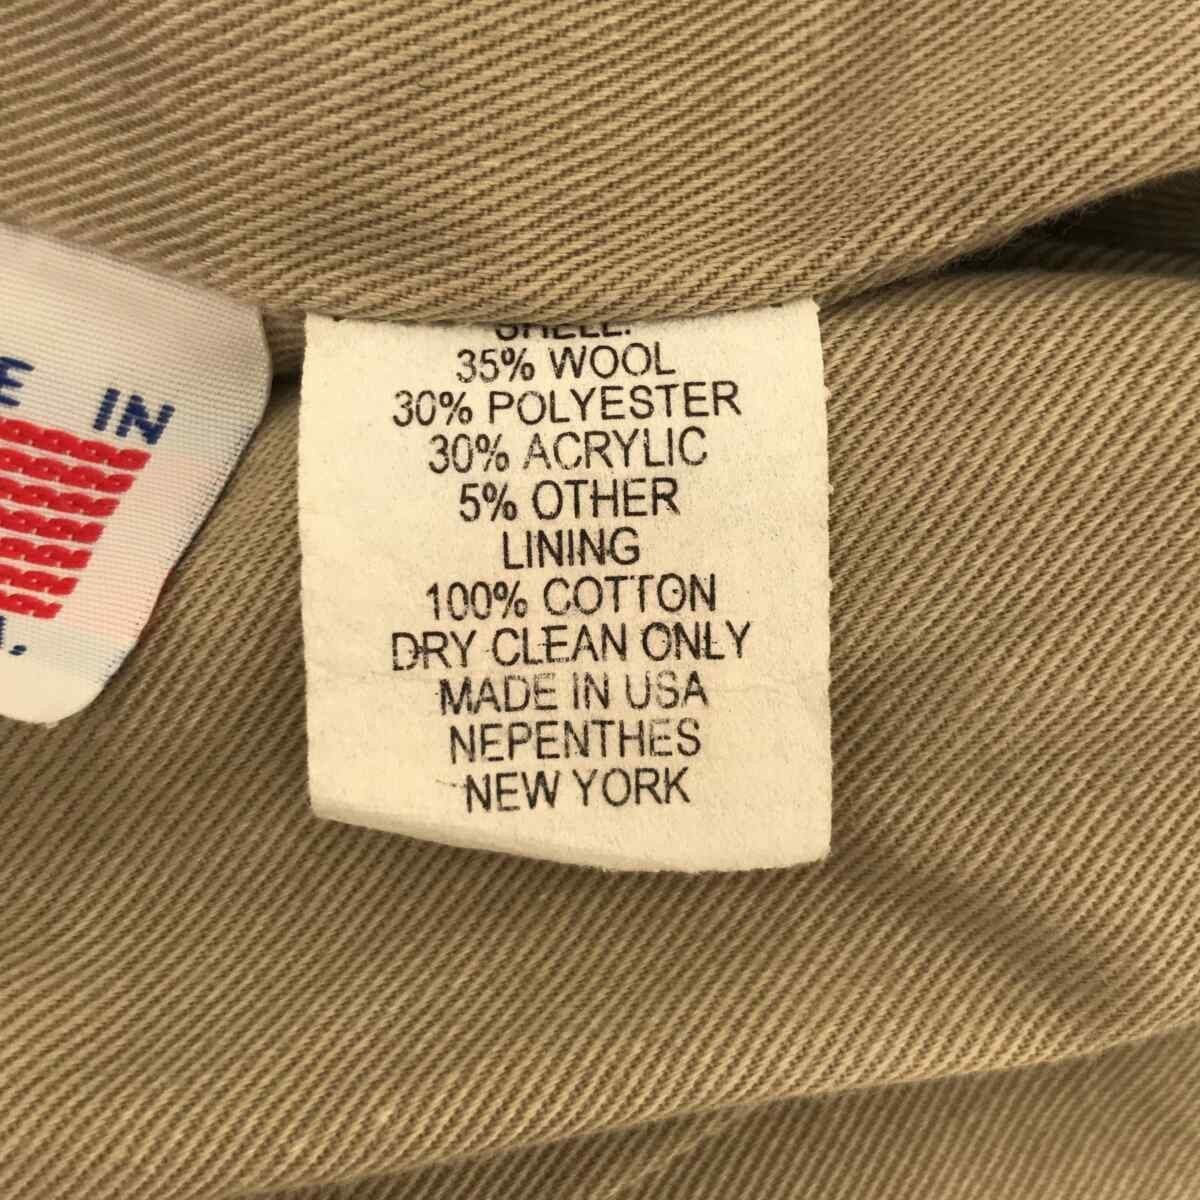 SHELL:
35% WOOL
30% POLYESTER
30% ACRYLIC
5% OTHER
LINING
100% COTTON
DRY CLEAN ONLY
MADE IN USA
NEPENTHES
NEW YORK
E IN
A.